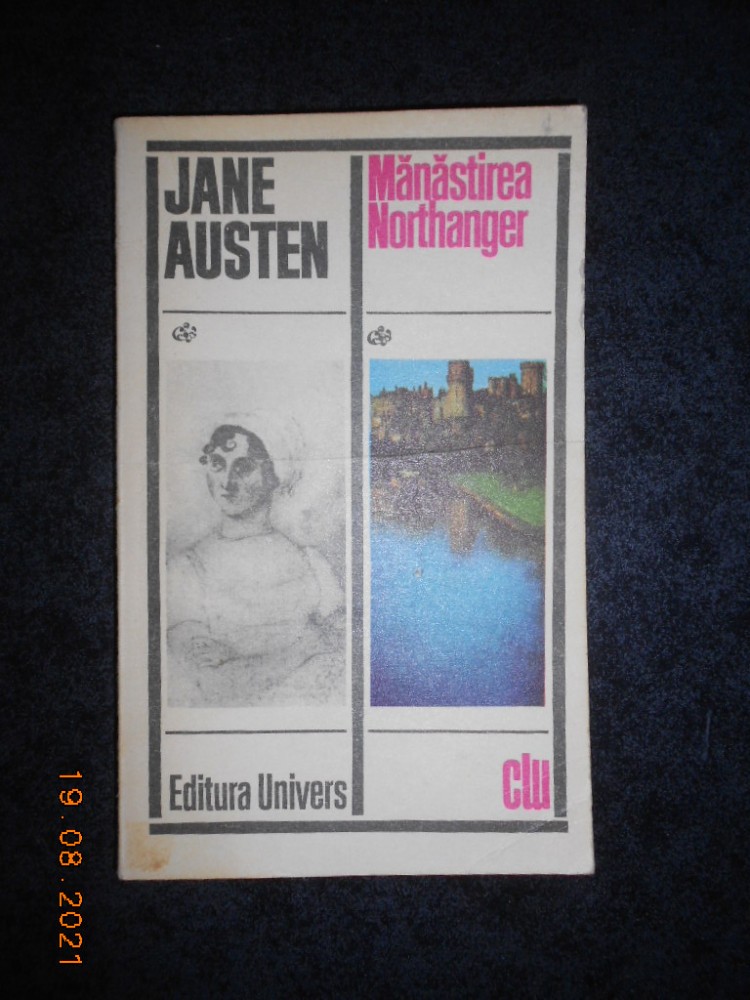 JANE
AUSTEN
Mănăstirea
Northanger
Editura Univers
clu
19.08.2021